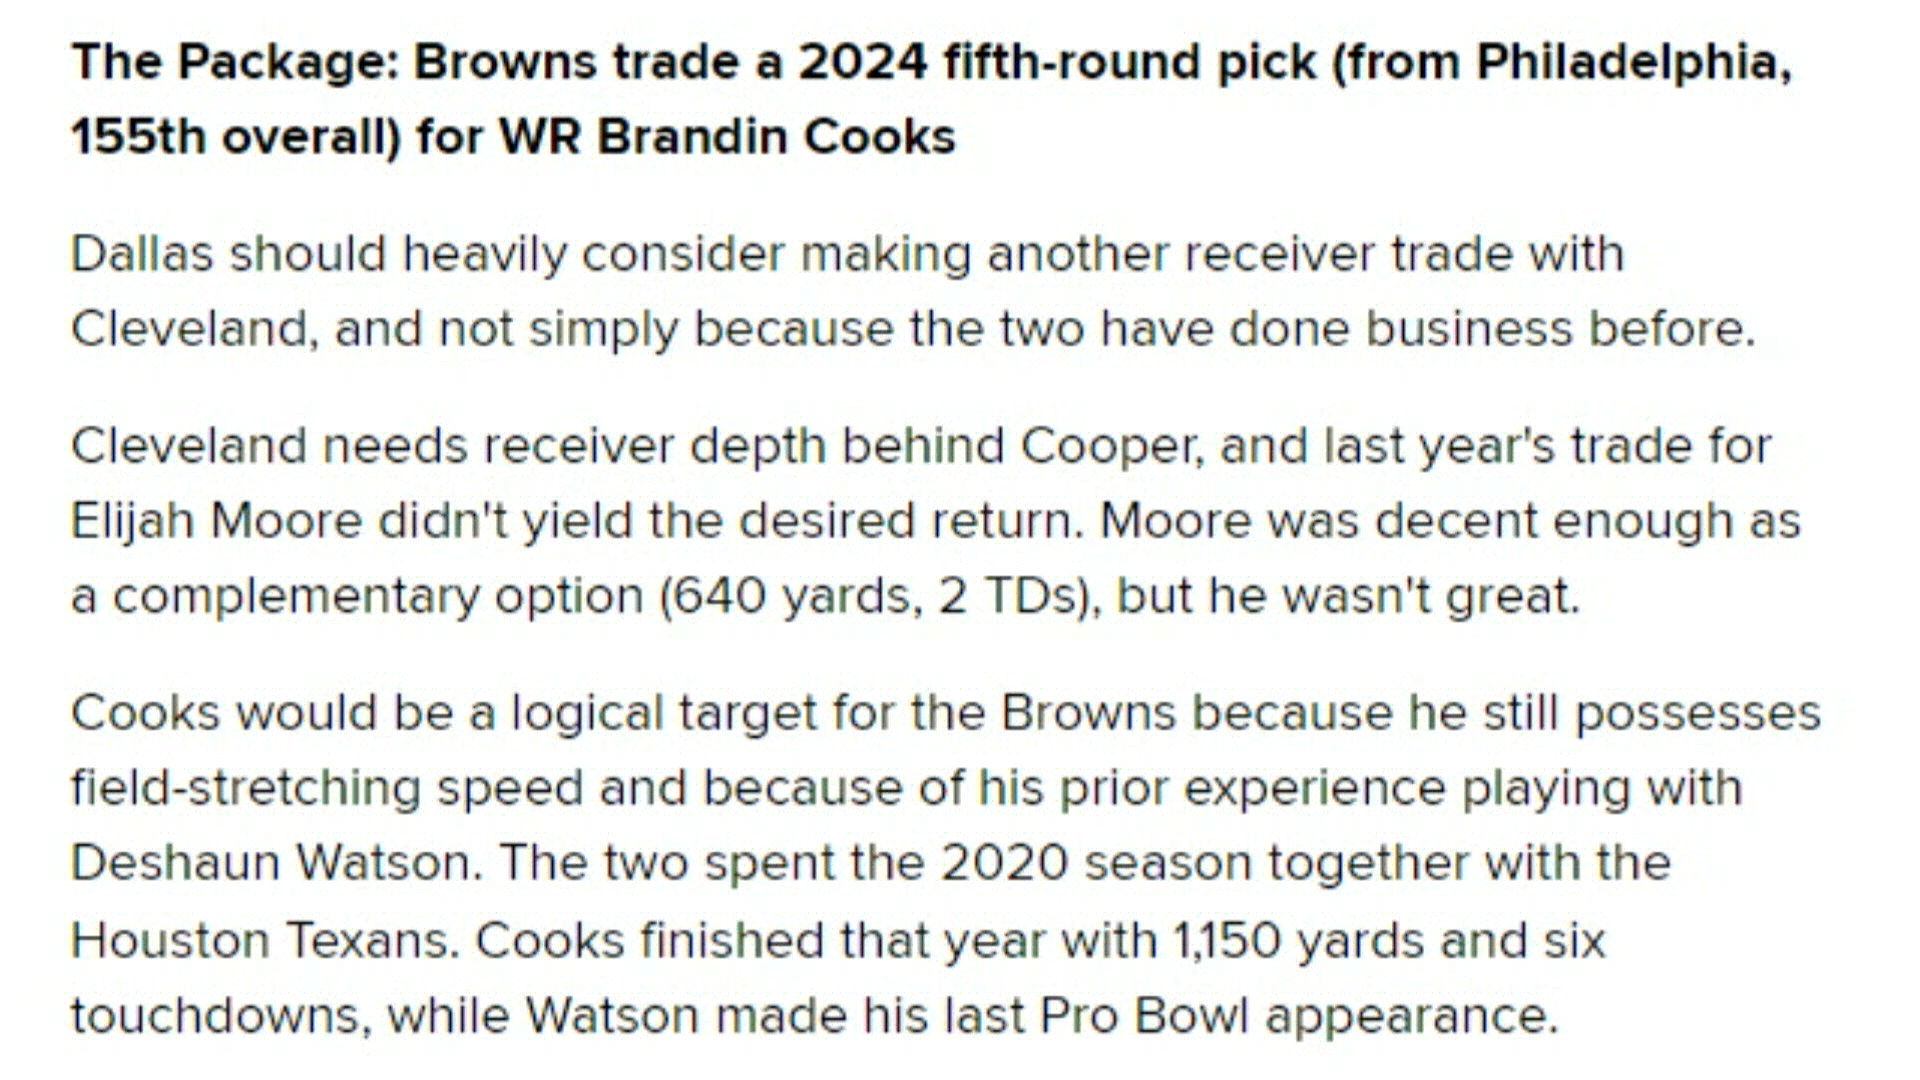 The Package: Browns trade a 2024 fifth-round pick (from Philadelphia,
155th overall) for WR Brandin Cooks
Dallas should heavily consider making another receiver trade with
Cleveland, and not simply because the two have done business before.
Cleveland needs receiver depth behind Cooper, and last year's trade for
Elijah Moore didn't yield the desired return. Moore was decent enough as
a complementary option (640 yards, 2 TDs), but he wasn't great.
Cooks would be a logical target for the Browns because he still possesses
field-stretching speed and because of his prior experience playing with
Deshaun Watson. The two spent the 2020 season together with the
Houston Texans. Cooks finished that year with 1,150 yards and six
touchdowns, while Watson made his last Pro Bowl appearance.